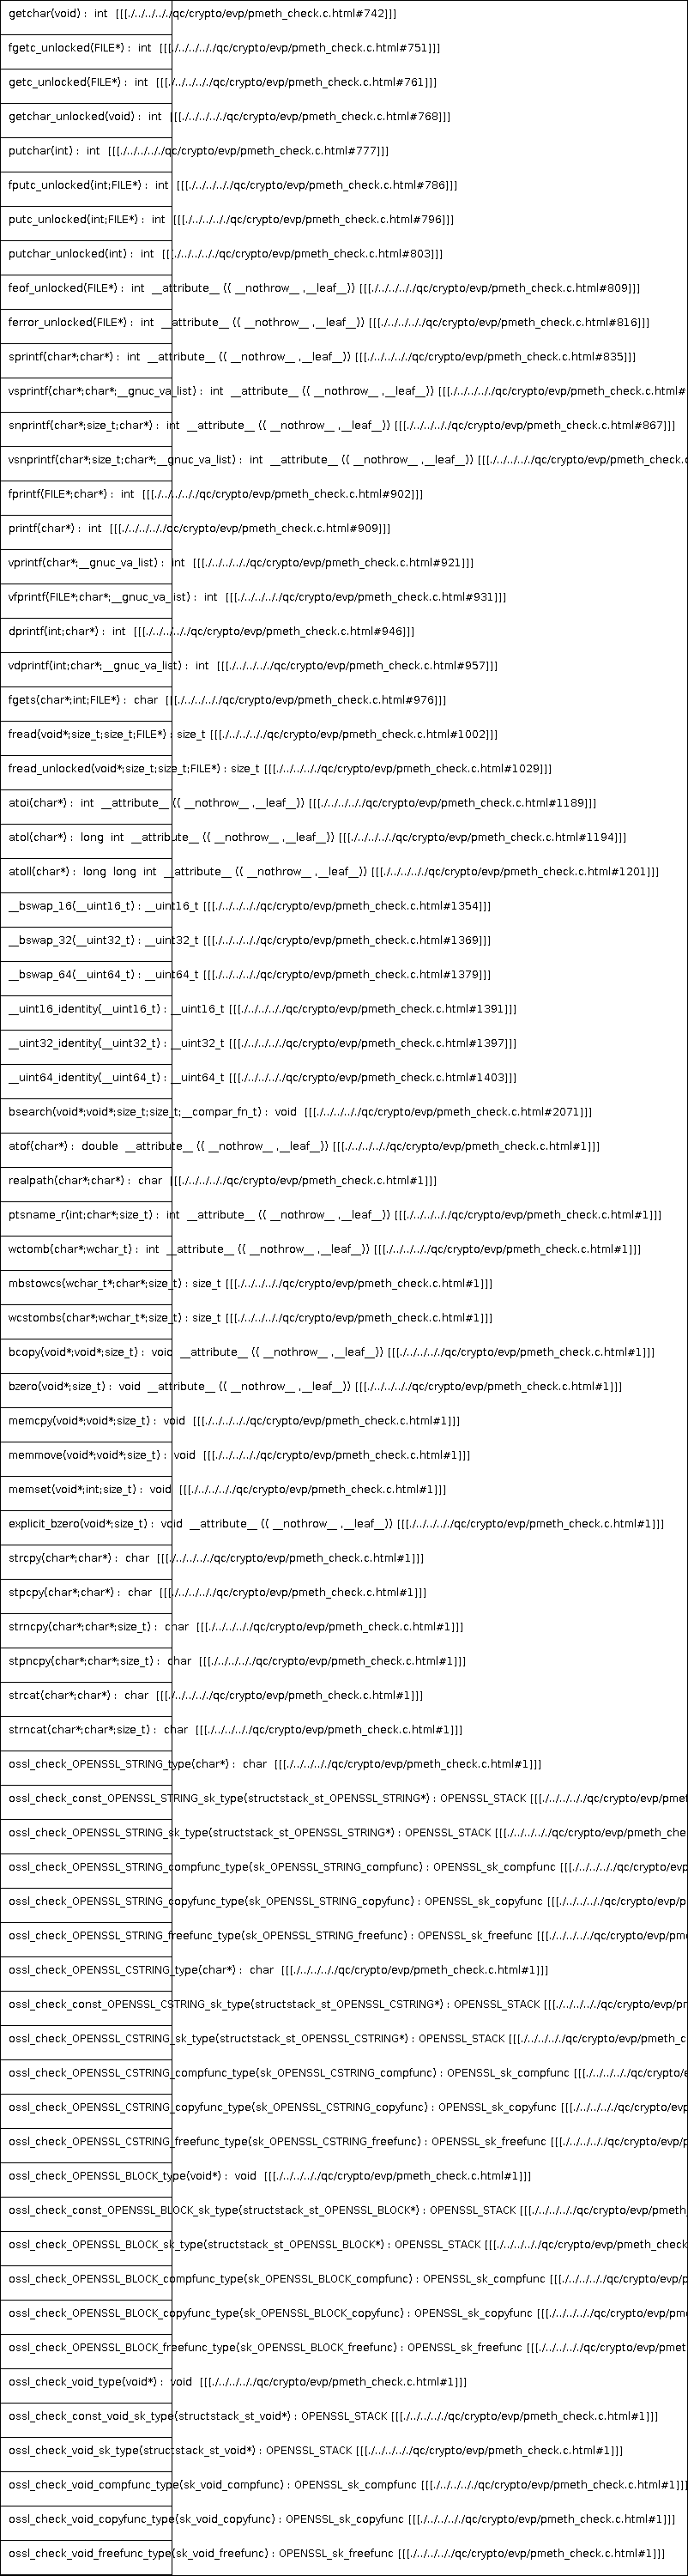 getchar(void) : int [[[./../../.././qc/crypto/evp/pmeth_check.c.html#742]]]
fgetc_unlocked(FILE*) : int [[[./../../.././qc/crypto/evp/pmeth_check.c.html#751]]]
getc_unlocked(FILE*) : int [[[./../../.././qc/crypto/evp/pmeth_check.c.html#761]]]
getchar_unlocked(void) : int [[[./../../.././qc/crypto/evp/pmeth_check.c.html#768]]]
putchar(int) : int [[[./../../.././qc/crypto/evp/pmeth_check.c.html#777]]]
fputc_unlocked(int;FILE*) : int [[[./../../.././qc/crypto/evp/pmeth_check.c.html#786]]]
putc_unlocked(int;FILE*) : int [[[./../../.././qc/crypto/evp/pmeth_check.c.html#796]]]
putchar_unlocked(int) : int [[[./../../.././qc/crypto/evp/pmeth_check.c.html#803]]]
feof_unlocked(FILE*) : int __attribute__ (( __nothrow__ ,__leaf__)) [[[./../../.././qc/crypto/evp/pmeth_check.c.html#809]]]
ferror_unlocked(FILE*) : int __attribute__ (( __nothrow__ ,__leaf__)) [[[./../../.././qc/crypto/evp/pmeth_check.c.html#816]]]
sprintf(char*;char*) : int __attribute__ (( __nothrow__ ,__leaf__)) [[[./../../.././qc/crypto/evp/pmeth_check.c.html#835]]]
vsprintf(char*;char*;__gnuc_va_list) : int __attribute__ (( __nothrow__ ,__leaf__)) [[[./../../.././qc/crypto/evp/pmeth_check.c.html#
snprintf(char*;size_t;char*) : int __attribute__ (( __nothrow__ ,__leaf__)) [[[./../../.././qc/crypto/evp/pmeth_check.c.html#867]]]
vsnprintf(char*;size_t;char*;__gnuc_va_list) : int __attribute__ (( __nothrow__ ,__leaf__)) [[[./../../.././qc/crypto/evp/pmeth_check.c
fprintf(FILE*;char*) : int [[[./../../.././qc/crypto/evp/pmeth_check.c.html#902]]]
printf(char*) : int [[[./../../.././qc/crypto/evp/pmeth_check.c.html#909]]]
vprintf(char*;__gnuc_va_list) : int [[[./../../.././qc/crypto/evp/pmeth_check.c.html#921]]]
vfprintf(FILE*;char*;__gnuc_va_list) : int [[[./../../.././qc/crypto/evp/pmeth_check.c.html#931]]]
dprintf(int;char*) : int [[[./../../.././qc/crypto/evp/pmeth_check.c.html#946]]]
vdprintf(int;char*;__gnuc_va_list) : int [[[./../../.././qc/crypto/evp/pmeth_check.c.html#957]]]
fgets(char*;int;FILE*) : char [[[./../../.././qc/crypto/evp/pmeth_check.c.html#976]]]
fread(void*;size_t;size_t;FILE*) : size_t [[[./../../.././qc/crypto/evp/pmeth_check.c.html#1002]]]
fread_unlocked(void*;size_t;size_t;FILE*) : size_t [[[./../../.././qc/crypto/evp/pmeth_check.c.html#1029]]]
atoi(char*) : int __attribute__ (( __nothrow__ ,__leaf__)) [[[./../../.././qc/crypto/evp/pmeth_check.c.html#1189]]]
atol(char*) : long int __attribute__ (( __nothrow__ ,__leaf__)) [[[./../../.././qc/crypto/evp/pmeth_check.c.html#1194]]]
atoll(char*) : long long int __attribute__ (( __nothrow__ ,__leaf__)) [[[./../../.././qc/crypto/evp/pmeth_check.c.html#1201]]]
__bswap_16(__uint16_t) : __uint16_t [[[./../../.././qc/crypto/evp/pmeth_check.c.html#1354]]]
__bswap_32(__uint32_t) : __uint32_t [[[./../../.././qc/crypto/evp/pmeth_check.c.html#1369]]]
__bswap_64(__uint64_t) : __uint64_t [[[./../../.././qc/crypto/evp/pmeth_check.c.html#1379]]]
__uint16_identity(__uint16_t) : __uint16_t [[[./../../.././qc/crypto/evp/pmeth_check.c.html#1391]]]
__uint32_identity(__uint32_t) : __uint32_t [[[./../../.././qc/crypto/evp/pmeth_check.c.html#1397]]]
__uint64_identity(__uint64_t) : __uint64_t [[[./../../.././qc/crypto/evp/pmeth_check.c.html#1403]]]
bsearch(void*;void*;size_t;size_t;__compar_fn_t) : void [[[./../../.././qc/crypto/evp/pmeth_check.c.html#2071]]]
atof(char*) : double __attribute__ (( __nothrow__ ,__leaf__)) [[[./../../.././qc/crypto/evp/pmeth_check.c.html#1]]]
realpath(char*;char*) : char [[[./../../.././qc/crypto/evp/pmeth_check.c.html#1]]]
ptsname_r(int;char*;size_t) : int __attribute__ (( __nothrow__ ,__leaf__)) [[[./../../.././qc/crypto/evp/pmeth_check.c.html#1]]]
wctomb(char*;wchar_t) : int __attribute__ (( __nothrow__ ,__leaf__)) [[[./../../.././qc/crypto/evp/pmeth_check.c.html#1]]]
mbstowcs(wchar_t*;char*;size_t) : size_t [[[./../../.././qc/crypto/evp/pmeth_check.c.html#1]]]
wcstombs(char*;wchar_t*;size_t) : size_t [[[./../../.././qc/crypto/evp/pmeth_check.c.html#1]]]
bcopy(void*;void*;size_t) : void __attribute__ (( __nothrow__ ,__leaf__)) [[[./../../.././qc/crypto/evp/pmeth_check.c.html#1]]]
bzero(void*;size_t) : void __attribute__ (( __nothrow__ ,__leaf__)) [[[./../../.././qc/crypto/evp/pmeth_check.c.html#1]]]
memcpy(void*;void*;size_t) : void [[[./../../.././qc/crypto/evp/pmeth_check.c.html#1]]]
memmove(void*;void*;size_t) : void [[[./../../.././qc/crypto/evp/pmeth_check.c.html#1]]]
memset(void*;int;size_t) : void [[[./../../.././qc/crypto/evp/pmeth_check.c.html#1]]]
explicit_bzero(void*;size_t) : void __attribute__ (( __nothrow__ ,__leaf__)) [[[./../../.././qc/crypto/evp/pmeth_check.c.html#1]]]
strcpy(char*;char*) : char [[[./../../.././qc/crypto/evp/pmeth_check.c.html#1]]]
stpcpy(char*;char*) : char [[[./../../.././qc/crypto/evp/pmeth_check.c.html#1]]]
strncpy(char*;char*;size_t) : char [[[./../../.././qc/crypto/evp/pmeth_check.c.html#1]]]
stpncpy(char*;char*;size_t) : char [[[./../../.././qc/crypto/evp/pmeth_check.c.html#1]]]
strcat(char*;char*) : char [[[./../../.././qc/crypto/evp/pmeth_check.c.html#1]]]
strncat(char*;char*;size_t) : char [[[./../../.././qc/crypto/evp/pmeth_check.c.html#1]]]
ossl_check_OPENSSL_STRING_type(char*) : char [[[./../../.././qc/crypto/evp/pmeth_check.c.html#1]]]
ossl_check_const_OPENSSL_STRING_sk_type(structstack_st_OPENSSL_STRING*) : OPENSSL_STACK [[[./../../.././qc/crypto/evp/pmet
ossl_check_OPENSSL_STRING_sk_type(structstack_st_OPENSSL_STRING*) : OPENSSL_STACK [[[./../../.././qc/crypto/evp/pmeth_che
ossl_check_OPENSSL_STRING_compfunc_type(sk_OPENSSL_STRING_compfunc) : OPENSSL_sk_compfunc [[[./../../.././qc/crypto/evp
ossl_check_OPENSSL_STRING_copyfunc_type(sk_OPENSSL_STRING_copyfunc) : OPENSSL_sk_copyfunc [[[./../../.././qc/crypto/evp/p
ossl_check_OPENSSL_STRING_freefunc_type(sk_OPENSSL_STRING_freefunc) : OPENSSL_sk_freefunc [[[./../../.././qc/crypto/evp/pm
ossl_check_OPENSSL_CSTRING_type(char*) : char [[[./../../.././qc/crypto/evp/pmeth_check.c.html#1]]]
ossl_check_const_OPENSSL_CSTRING_sk_type(structstack_st_OPENSSL_CSTRING*) : OPENSSL_STACK [[[./../../.././qc/crypto/evp/p
ossl_check_OPENSSL_CSTRING_sk_type(structstack_st_OPENSSL_CSTRING*) : OPENSSL_STACK [[[./../../.././qc/crypto/evp/pmeth_c
ossl_check_OPENSSL_CSTRING_compfunc_type(sk_OPENSSL_CSTRING_compfunc) : OPENSSL_sk_compfunc [[[./../../.././qc/crypto/e
ossl_check_OPENSSL_CSTRING_copyfunc_type(sk_OPENSSL_CSTRING_copyfunc) : OPENSSL_sk_copyfunc [[[./../../.././qc/crypto/evp
ossl_check_OPENSSL_CSTRING_freefunc_type(sk_OPENSSL_CSTRING_freefunc) : OPENSSL_sk_freefunc [[[./../../.././qc/crypto/evp/p
ossl_check_OPENSSL_BLOCK_type(void*) : void [[[./../../.././qc/crypto/evp/pmeth_check.c.html#1]]]
ossl_check_const_OPENSSL_BLOCK_sk_type(structstack_st_OPENSSL_BLOCK*) : OPENSSL_STACK [[[./../../.././qc/crypto/evp/pmeth_
ossl_check_OPENSSL_BLOCK_sk_type(structstack_st_OPENSSL_BLOCK*) : OPENSSL_STACK [[[./../../.././qc/crypto/evp/pmeth_check
ossl_check_OPENSSL_BLOCK_compfunc_type(sk_OPENSSL_BLOCK_compfunc) : OPENSSL_sk_compfunc [[[./../../.././qc/crypto/evp/p
ossl_check_OPENSSL_BLOCK_copyfunc_type(sk_OPENSSL_BLOCK_copyfunc) : OPENSSL_sk_copyfunc [[[./../../.././qc/crypto/evp/pm
ossl_check_OPENSSL_BLOCK_freefunc_type(sk_OPENSSL_BLOCK_freefunc) : OPENSSL_sk_freefunc [[[./../../.././qc/crypto/evp/pmet
ossl_check_void_type(void*) : void [[[./../../.././qc/crypto/evp/pmeth_check.c.html#1]]]
ossl_check_const_void_sk_type(structstack_st_void*) : OPENSSL_STACK [[[./../../.././qc/crypto/evp/pmeth_check.c.html#1]]]
ossl_check_void_sk_type(structstack_st_void*) : OPENSSL_STACK [[[./../../.././qc/crypto/evp/pmeth_check.c.html#1]]]
ossl_check_void_compfunc_type(sk_void_compfunc) : OPENSSL_sk_compfunc [[[./../../.././qc/crypto/evp/pmeth_check.c.html#1]]]
ossl_check_void_copyfunc_type(sk_void_copyfunc) : OPENSSL_sk_copyfunc [[[./../../.././qc/crypto/evp/pmeth_check.c.html#1]]]
ossl_check_void_freefunc_type(sk_void_freefunc) : OPENSSL_sk_freefunc [[[./../../.././qc/crypto/evp/pmeth_check.c.html#1]]]